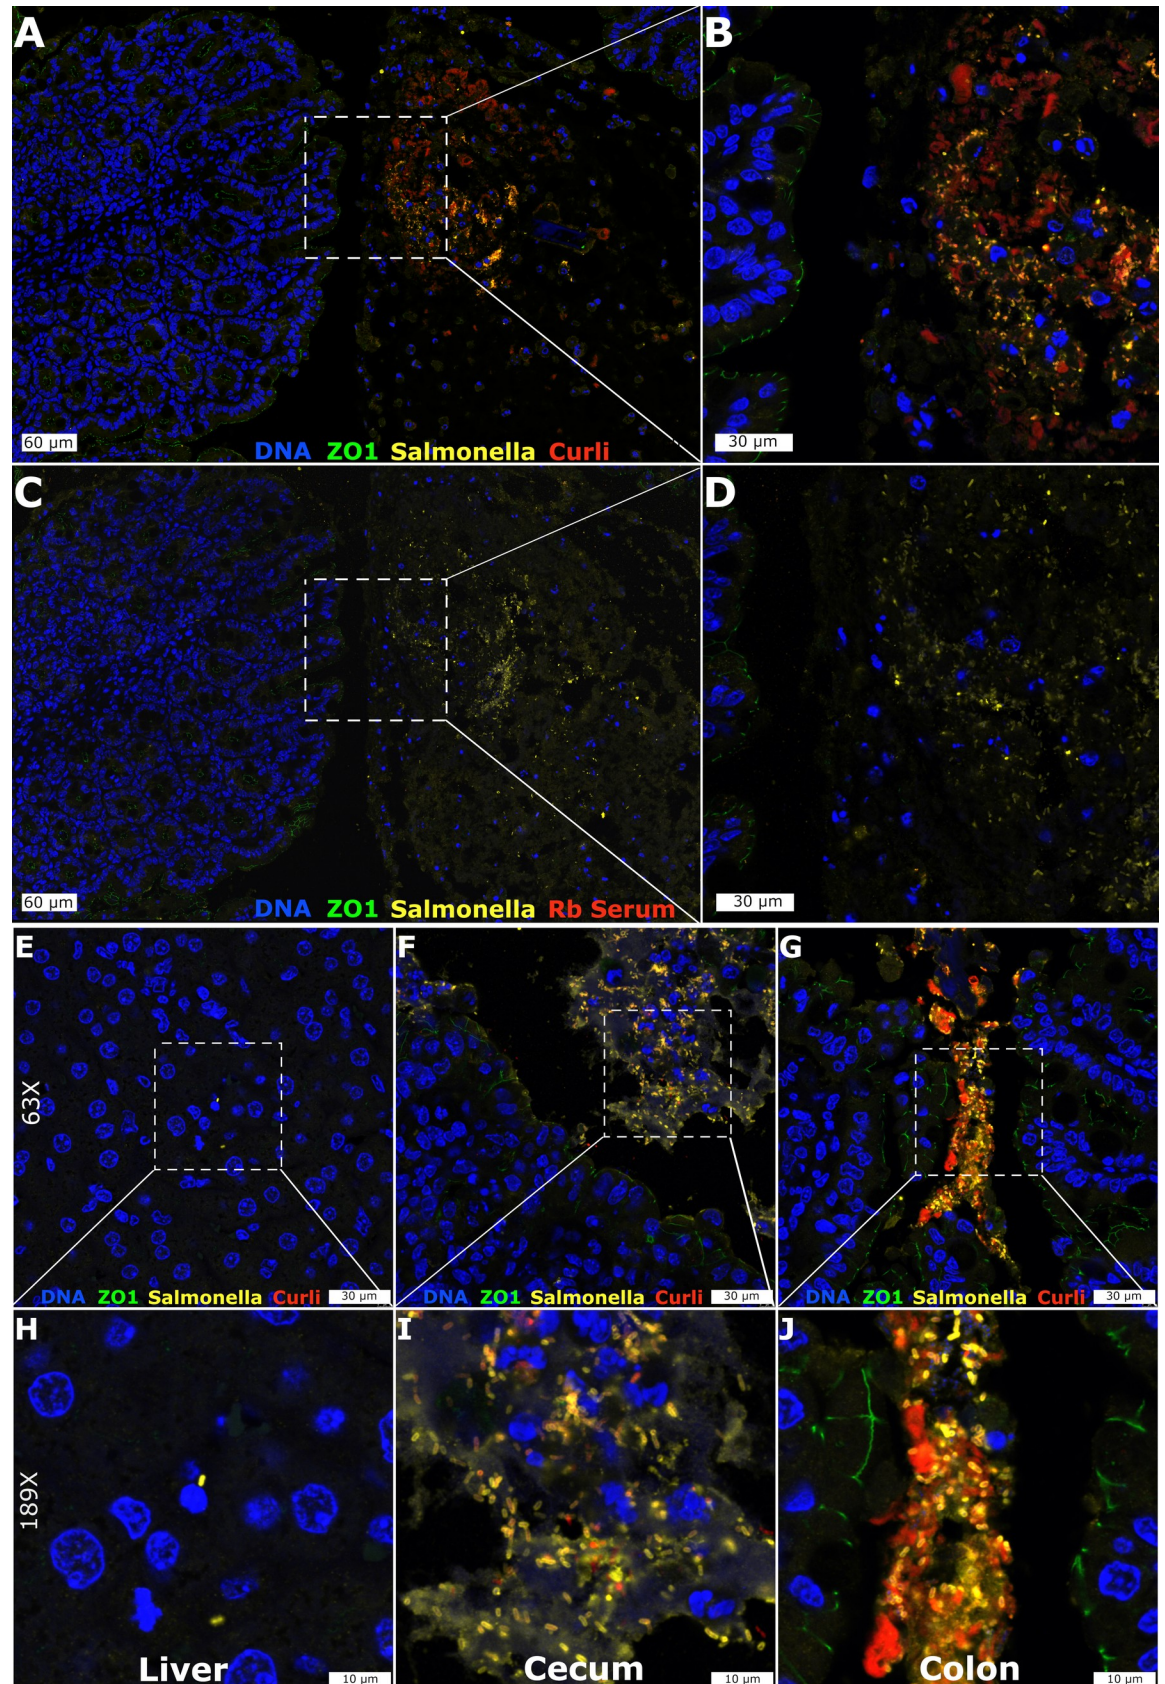 A
B
60 µm
DNA ZO1 Salmonella Curli
30 µm
C
D
60 µm
DNA ZO1 Salmonella Rb Serum
30 µm
E
F
G
63X
DNA ZO1 Salmonella Curli 30 µm
DNA ZO1 Salmonella Curli 30 µm
DNA ZO1 Salmonella Curli 30 µm
H
I
J
189X
Liver 10 µm
Cecum 10 µm
Colon 10 µm